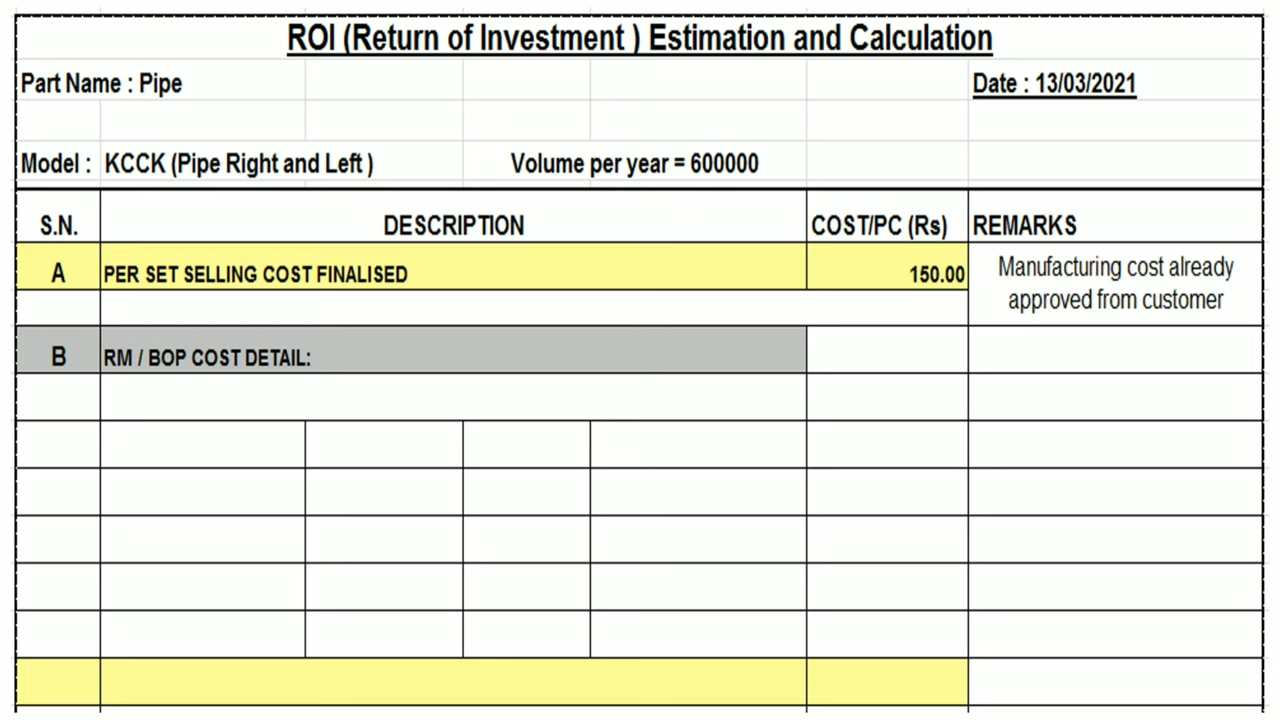 ROI (Return of Investment ) Estimation and Calculation
Part Name : Pipe
Date : 13/03/2021
Model : KCCK (Pipe Right and Left ) Volume per year = 600000
S.N. DESCRIPTION COST/PC (Rs) REMARKS
A PER SET SELLING COST FINALISED 150.00
Manufacturing cost already
approved from customer
B RM / BOP COST DETAIL: